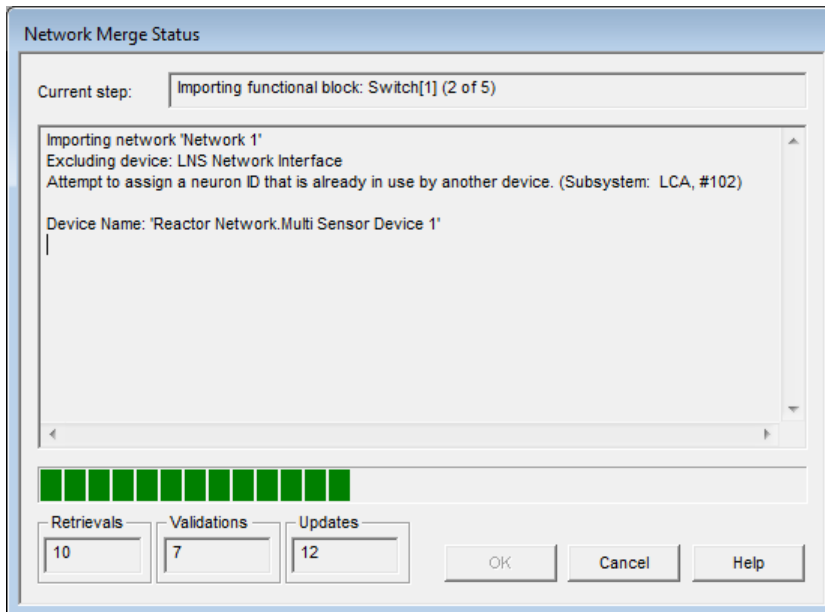 Network Merge Status
Current step:
Importing functional block: Switch[1] (2 of 5)
Importing network 'Network 1'
Excluding device: LNS Network Interface
Attempt to assign a neuron ID that is already in use by another device. (Subsystem:  LCA, #102)
Device Name: 'Reactor Network.Multi Sensor Device 1'
Retrievals
10
Validations
7
Updates
12
OK
Cancel
Help